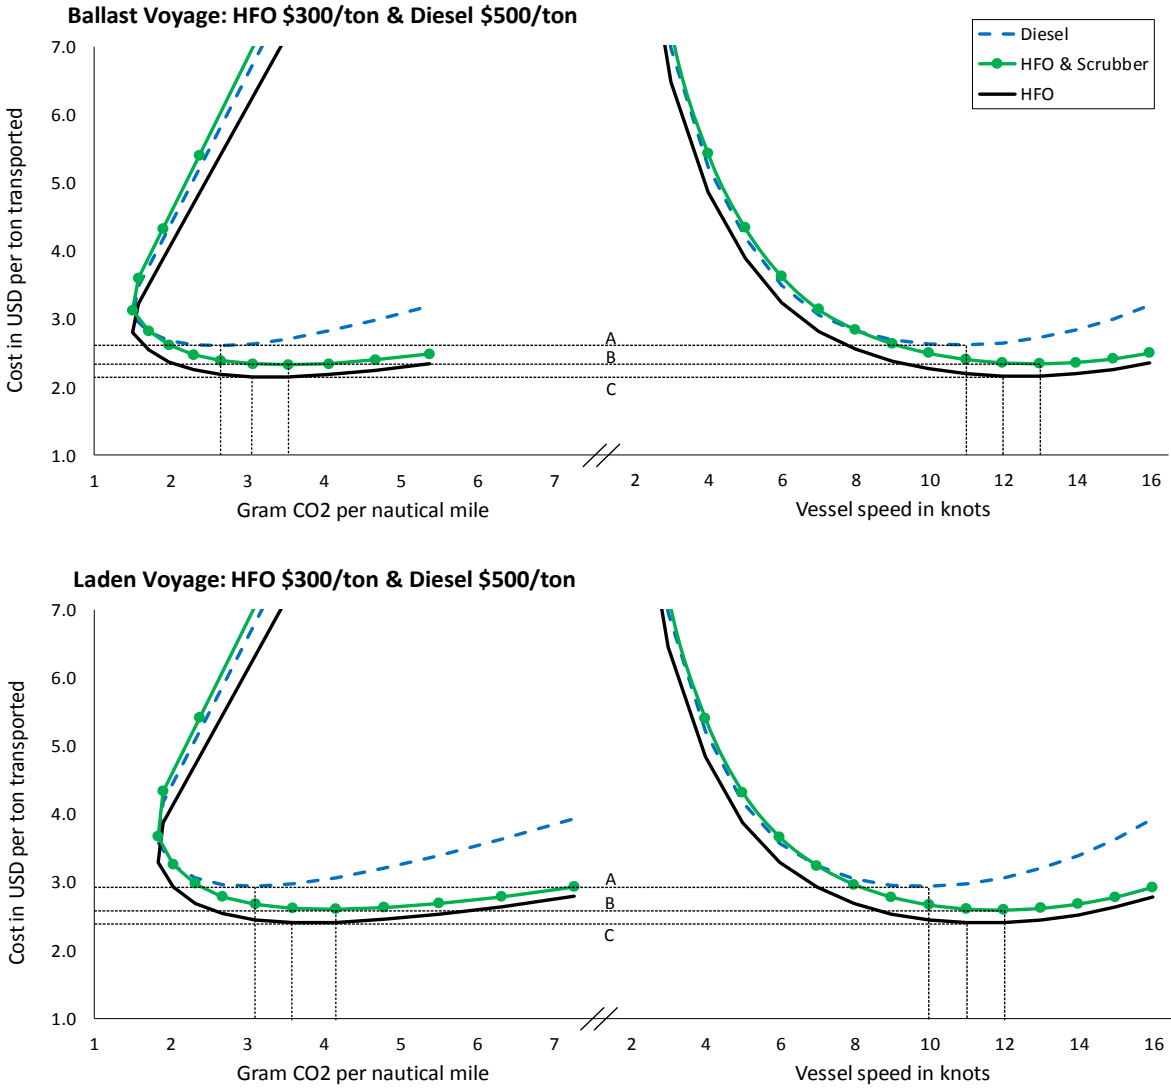 Ballast Voyage: HFO $300/ton & Diesel $500/ton
Diesel
HFO & Scrubber
HFO
Cost in USD per ton transported
7.0
6.0
5.0
4.0
3.0
2.0
1.0
A
B
C
1 2 3 4 5 6 7
2 4 6 8 10 12 14 16
Gram CO2 per nautical mile
Vessel speed in knots
Laden Voyage: HFO $300/ton & Diesel $500/ton
Cost in USD per ton transported
7.0
6.0
5.0
4.0
3.0
2.0
1.0
A
B
C
1 2 3 4 5 6 7
2 4 6 8 10 12 14 16
Gram CO2 per nautical mile
Vessel speed in knots